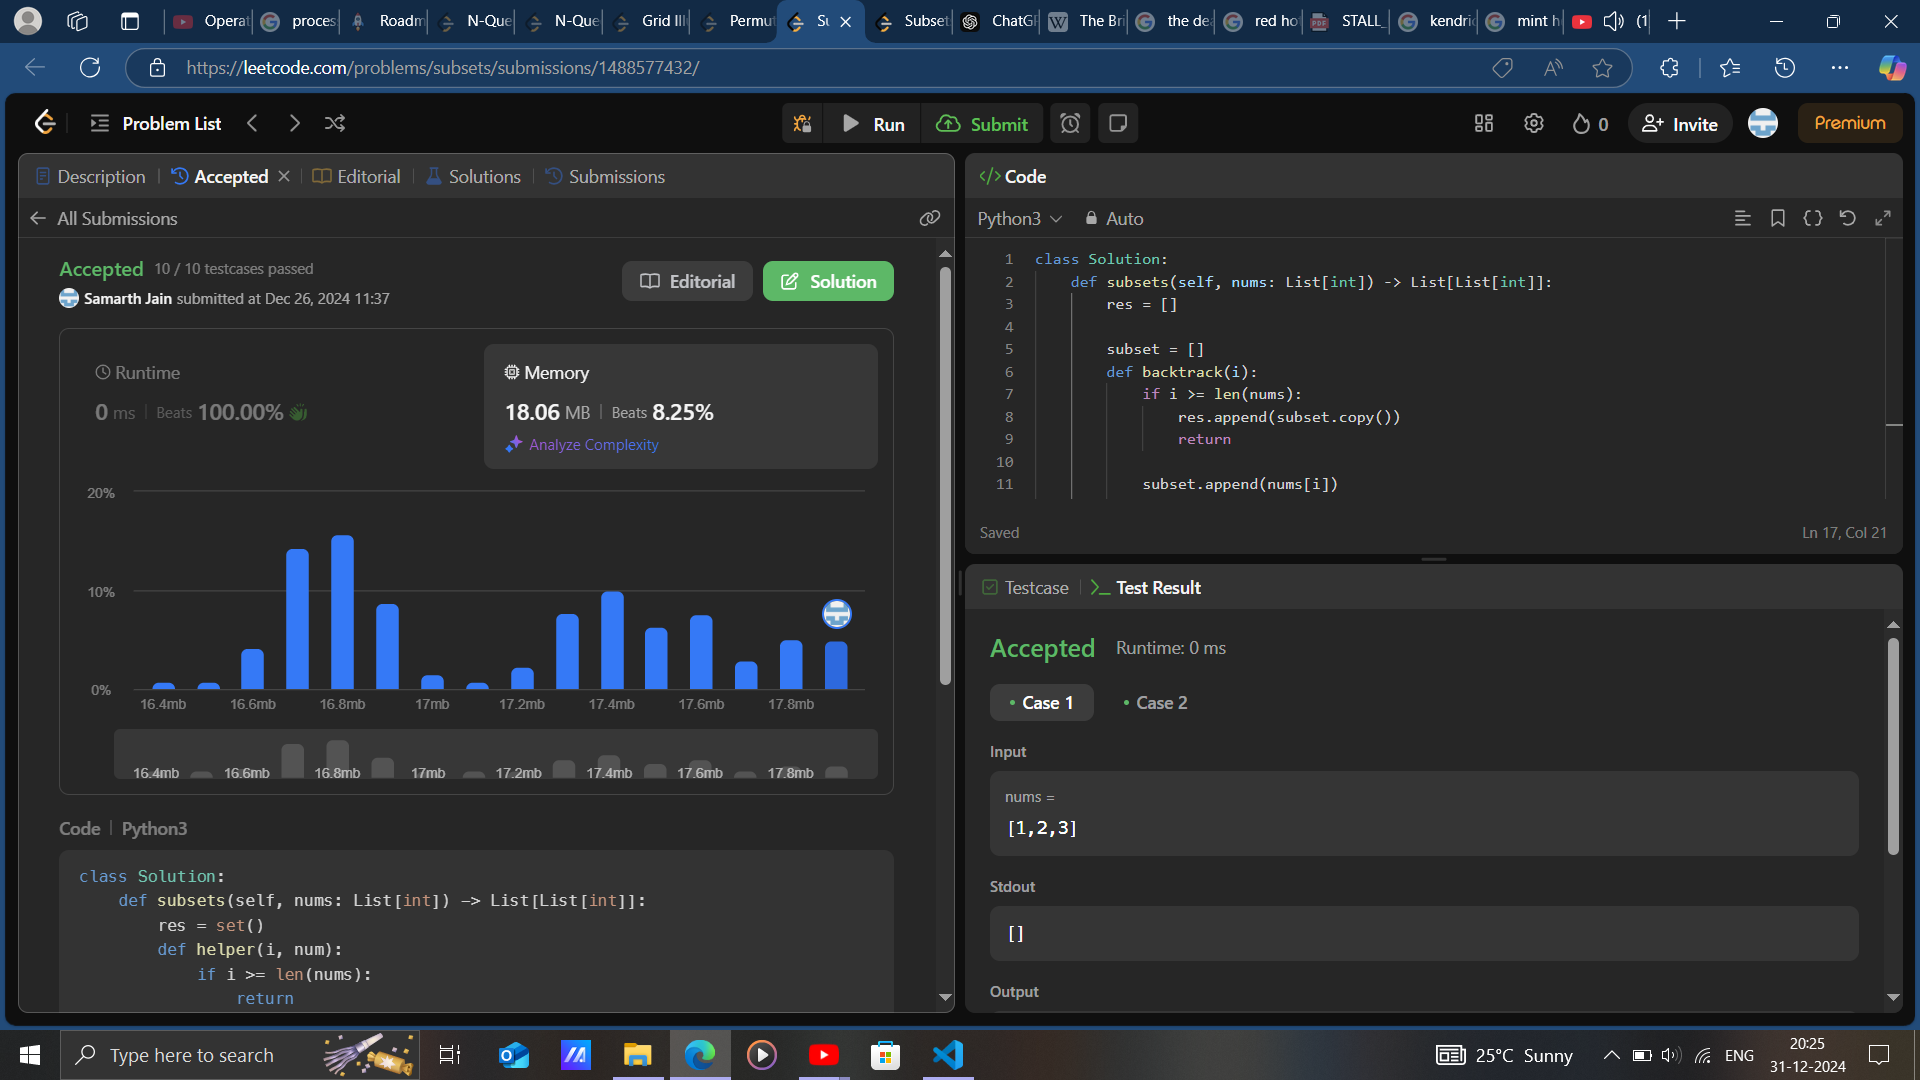 Operat
proces
Roadm
N-Que
N-Que
Grid Ill
Permut
Su
Subset
ChatGP
The Bri
the dea
red hot
STALL_
kendric
mint h
(1
https://leetcode.com/problems/subsets/submissions/1488577432/
Problem List
Run
Submit
0
Invite
Premium
Description
Accepted
Editorial
Solutions
Submissions
All Submissions
Accepted 10 / 10 testcases passed
Samarth Jain submitted at Dec 26, 2024 11:37
Editorial
Solution
Runtime
0 ms | Beats 100.00%
Memory
18.06 MB | Beats 8.25%
Analyze Complexity
20%
10%
0%
16.4mb 16.6mb 16.8mb 17mb 17.2mb 17.4mb 17.6mb 17.8mb
16.4mb 16.6mb 16.8mb 17mb 17.2mb 17.4mb 17.6mb 17.8mb
Code | Python3
class Solution:
    def subsets(self, nums: List[int]) -> List[List[int]]:
        res = set()
        def helper(i, num):
            if i >= len(nums):
                return
</> Code
Python3
Auto
1 class Solution:
2     def subsets(self, nums: List[int]) -> List[List[int]]:
3         res = []
4
5         subset = []
6         def backtrack(i):
7             if i >= len(nums):
8                 res.append(subset.copy())
9                 return
10
11             subset.append(nums[i])
Saved
Ln 17, Col 21
Testcase
>_ Test Result
Accepted Runtime: 0 ms
• Case 1
• Case 2
Input
nums =
[1,2,3]
Stdout
[]
Output
Type here to search
25°C Sunny
ENG
20:25
31-12-2024